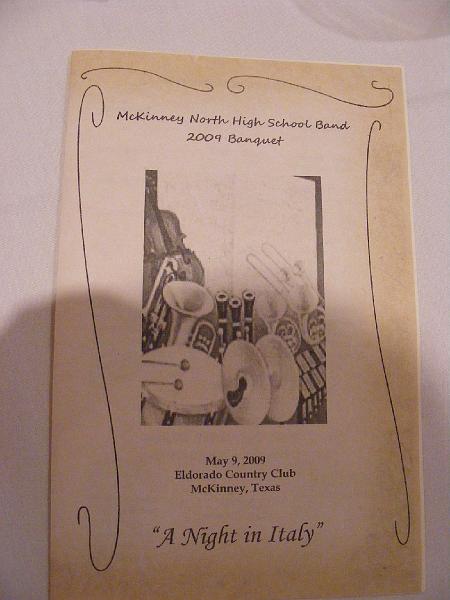 McKinney North High School Band
2009 Banquet
May 9, 2009
Eldorado Country Club
McKinney, Texas
"A Night in Italy"